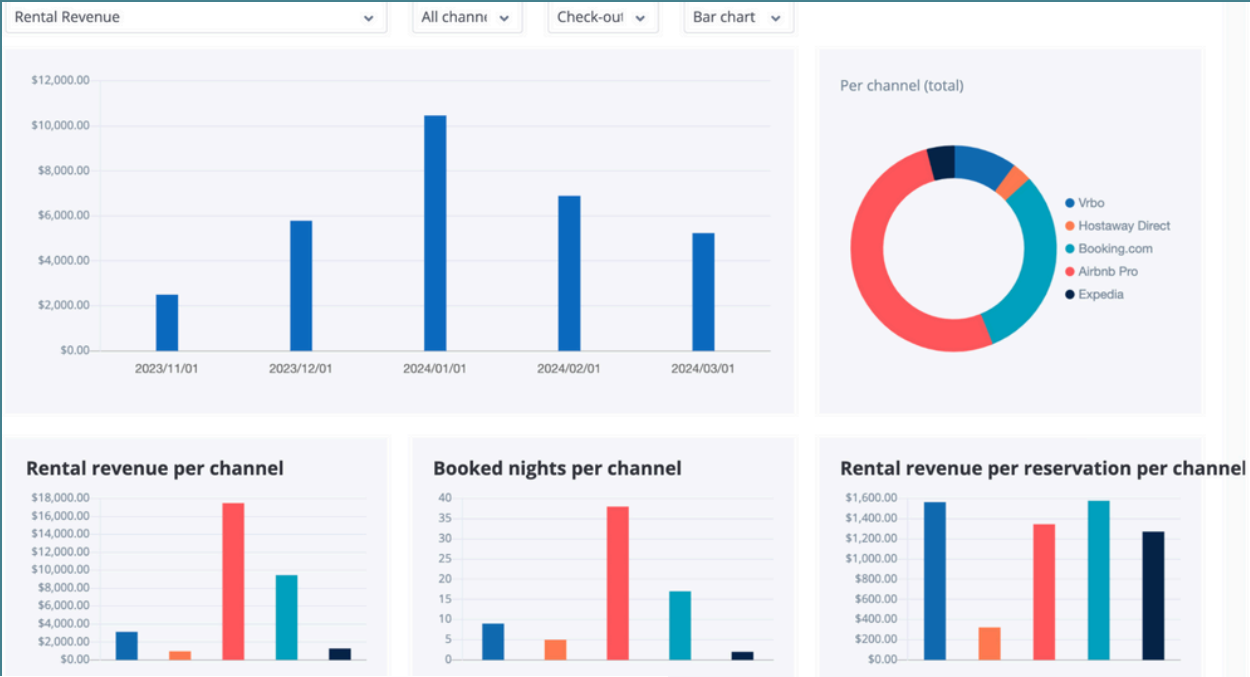 Rental Revenue
All chann
Check-ou
Bar chart
$12,000.00
$10,000.00
$8,000.00
$6,000.00
$4,000.00
$2,000.00
$0.00
2023/11/01 2023/12/01 2024/01/01 2024/02/01 2024/03/01
Per channel (total)
Vrbo
Hostaway Direct
Booking.com
Airbnb Pro
Expedia
Rental revenue per channel
$18,000.00
$16,000.00
$14,000.00
$12,000.00
$10,000.00
$8,000.00
$6,000.00
$4,000.00
$2,000.00
$0.00
Booked nights per channel
40
35
30
25
20
15
10
5
0
Rental revenue per reservation per channel
$1,600.00
$1,400.00
$1,200.00
$1,000.00
$800.00
$600.00
$400.00
$200.00
$0.00